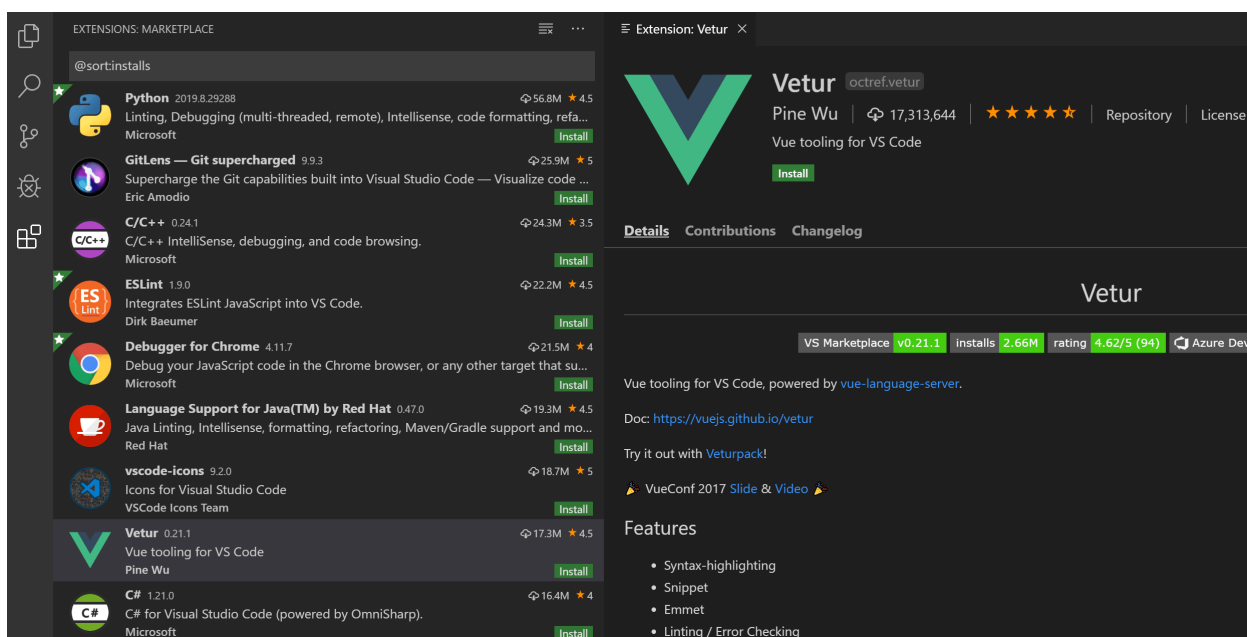 EXTENSIONS: MARKETPLACE
@sort:installs
Python 2019.8.29288 56.8M ★ 4.5
Linting, Debugging (multi-threaded, remote), Intellisense, code formatting, refa...
Microsoft Install
GitLens — Git supercharged 9.9.3 25.9M ★ 5
Supercharge the Git capabilities built into Visual Studio Code — Visualize code ...
Eric Amodio Install
C/C++
C/C++ 0.24.1 24.3M ★ 3.5
C/C++ IntelliSense, debugging, and code browsing.
Microsoft Install
ES Lint
ESLint 1.9.0 22.2M ★ 4.5
Integrates ESLint JavaScript into VS Code.
Dirk Baeumer Install
Debugger for Chrome 4.11.7 21.5M ★ 4
Debug your JavaScript code in the Chrome browser, or any other target that su...
Microsoft Install
Language Support for Java(TM) by Red Hat 0.47.0 19.3M ★ 4.5
Java Linting, Intellisense, formatting, refactoring, Maven/Gradle support and mo...
Red Hat Install
vscode-icons 9.2.0 18.7M ★ 5
Icons for Visual Studio Code
VSCode Icons Team Install
Vetur 0.21.1 17.3M ★ 4.5
Vue tooling for VS Code
Pine Wu Install
C#
C# 1.21.0 16.4M ★ 4
C# for Visual Studio Code (powered by OmniSharp).
Microsoft Install
Extension: Vetur
Vetur octref.vetur
Pine Wu | 17,313,644 | Repository | License
Vue tooling for VS Code
Install
Details Contributions Changelog
Vetur
VS Marketplace v0.21.1 installs 2.66M rating 4.62/5 (94) Azure Dev
Vue tooling for VS Code, powered by vue-language-server.
Doc: https://vuejs.github.io/vetur
Try it out with Veturpack!
VueConf 2017 Slide & Video
Features
• Syntax-highlighting
• Snippet
• Emmet
• Linting / Error Checking